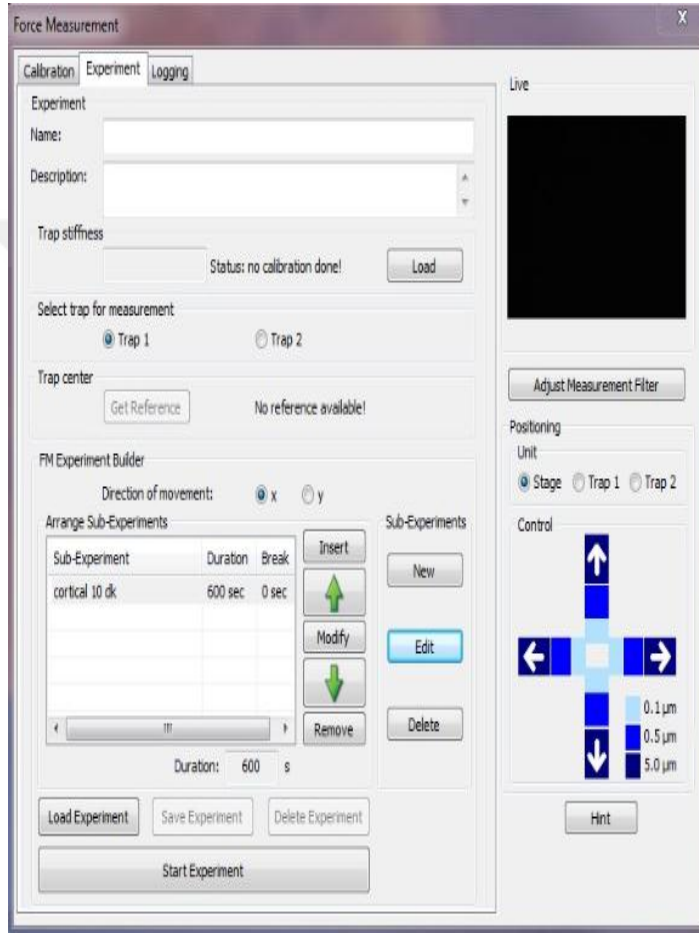 Force Measurement
X
Calibration Experiment Logging
Experiment
Name:
Description:
Trap stiffness
Status: no calibration done! Load
Select trap for measurement
Trap 1 Trap 2
Trap center
Get Reference No reference available!
FM Experiment Builder
Direction of movement: x y
Arrange Sub-Experiments
Sub-Experiment Duration Break
cortical 10 dk 600 sec 0 sec
Insert
Modify
Remove
Duration: 600 s
Sub-Experiments
New
Edit
Delete
Load Experiment Save Experiment Delete Experiment
Start Experiment
Live
Adjust Measurement Filter
Positioning
Unit
Stage Trap 1 Trap 2
Control
0.1 μm
0.5 μm
5.0 μm
Hint